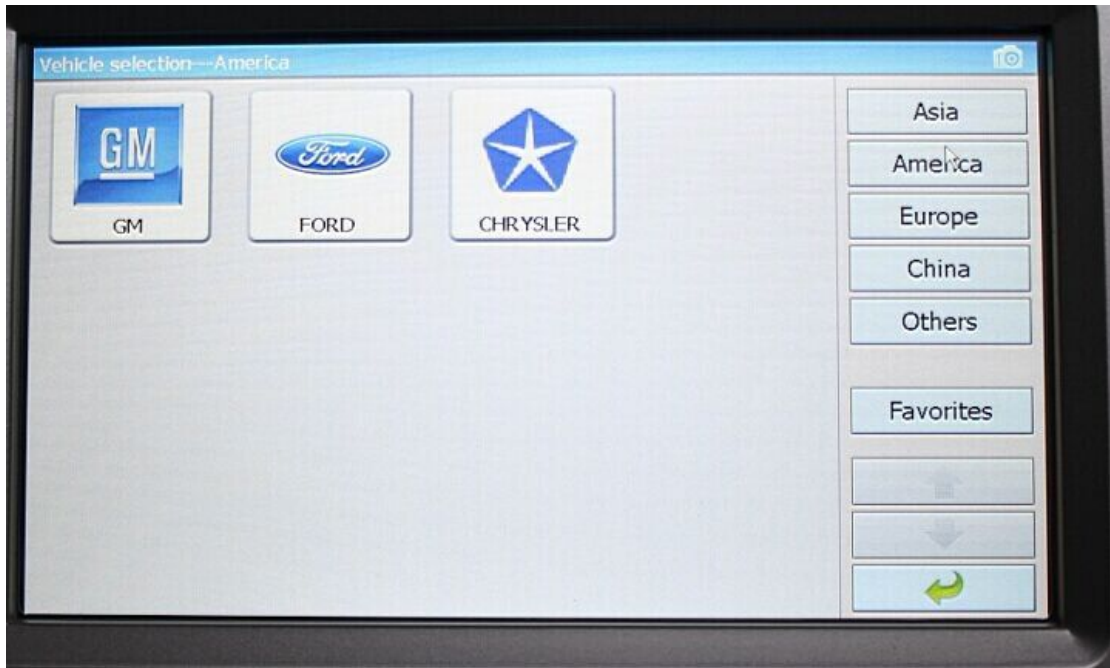 Vehicle selection---America
GM
Ford
GM
FORD
CHRYSLER
Asia
America
Europe
China
Others
Favorites